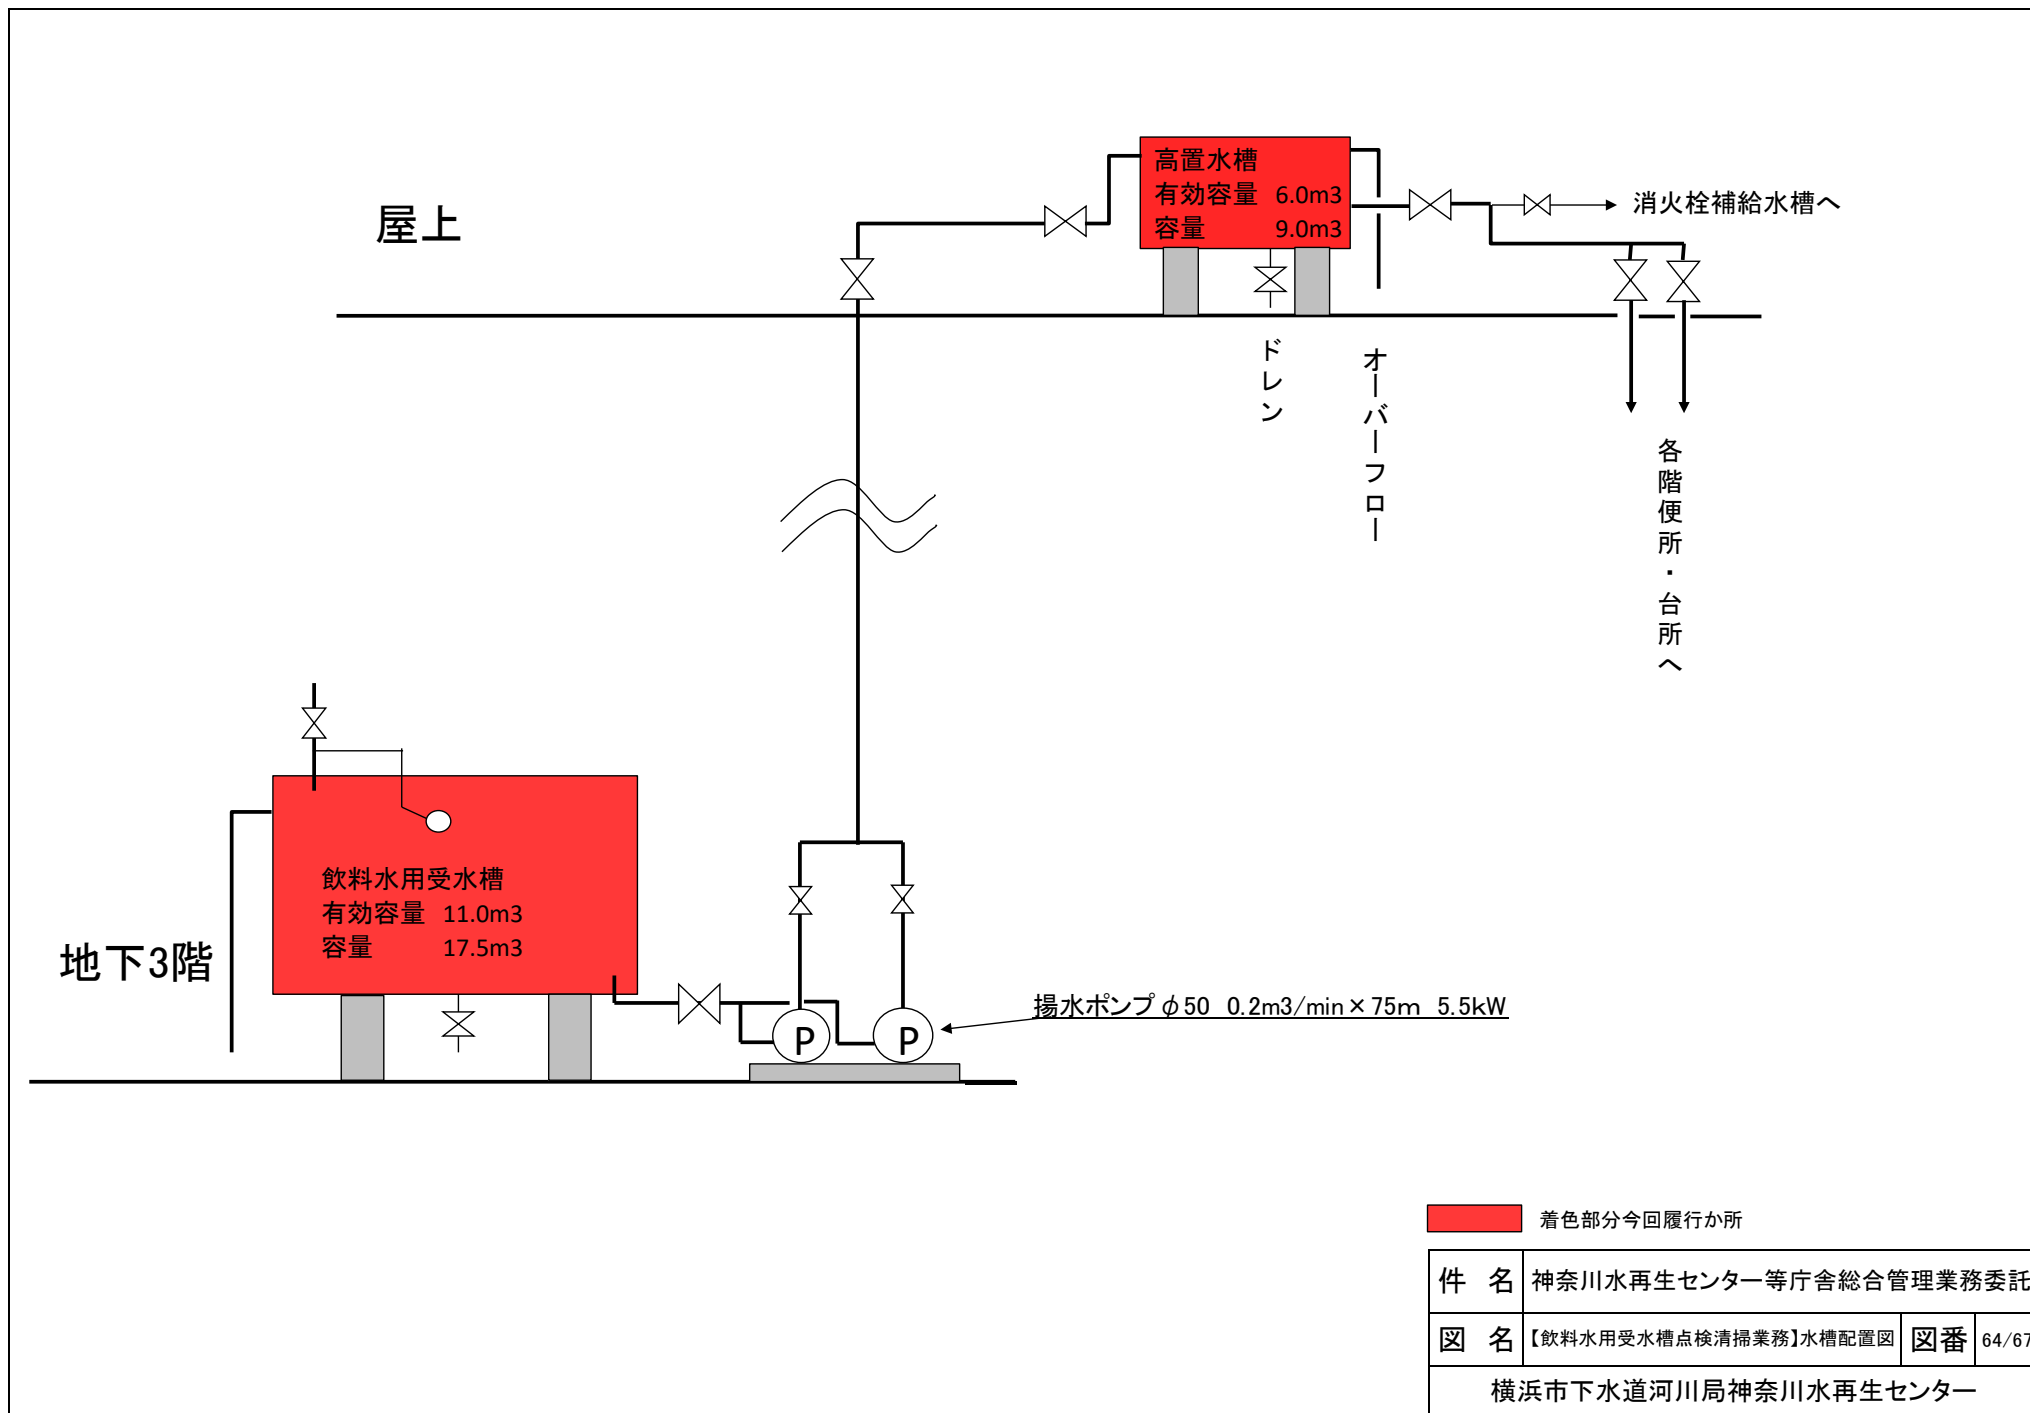 屋上
高置水槽
有効容量 6.0m3
容量 9.0m3
消火栓補給水槽へ
ドレン
オーバーフロー
各階便所・台所へ
飲料水用受水槽
有効容量 11.0m3
容量 17.5m3
地下3階
P
P
揚水ポンプφ50 0.2m3/min×75m 5.5kW
着色部分今回履行か所
件 名 神奈川水再生センター等庁舎総合管理業務委託
図 名 【飲料水用受水槽点検清掃業務】水槽配置図 図番 64/67
横浜市下水道河川局神奈川水再生センター